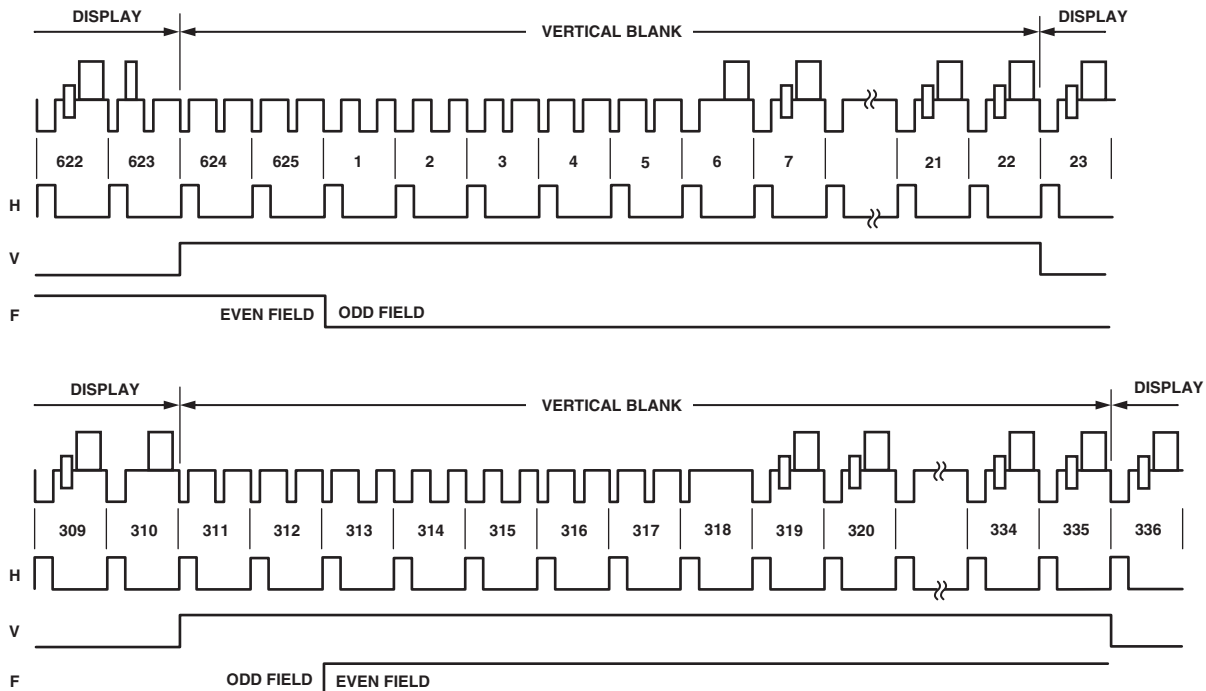 DISPLAY VERTICAL BLANK DISPLAY
622 623 624 625 1 2 3 4 5 6 7 21 22 23
H
V
F EVEN FIELD ODD FIELD
DISPLAY VERTICAL BLANK DISPLAY
309 310 311 312 313 314 315 316 317 318 319 320 334 335 336
H
V
F ODD FIELD EVEN FIELD